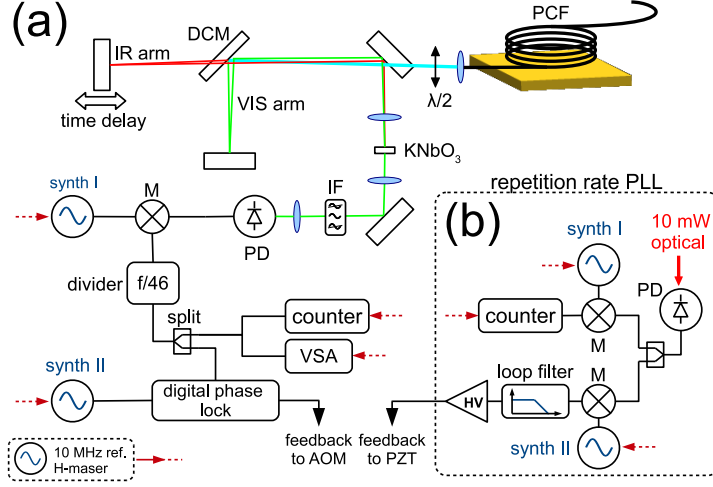 (a)
DCM
PCF
IR arm
VIS arm
time delay
λ/2
KNbO3
synth I
M
IF
PD
divider
f/46
split
counter
VSA
synth II
digital phase
lock
feedback
to AOM
10 MHz ref.
H-maser
repetition rate PLL
(b)
synth I
10 mW
optical
PD
counter
M
loop filter
M
HV
feedback
to PZT
synth II